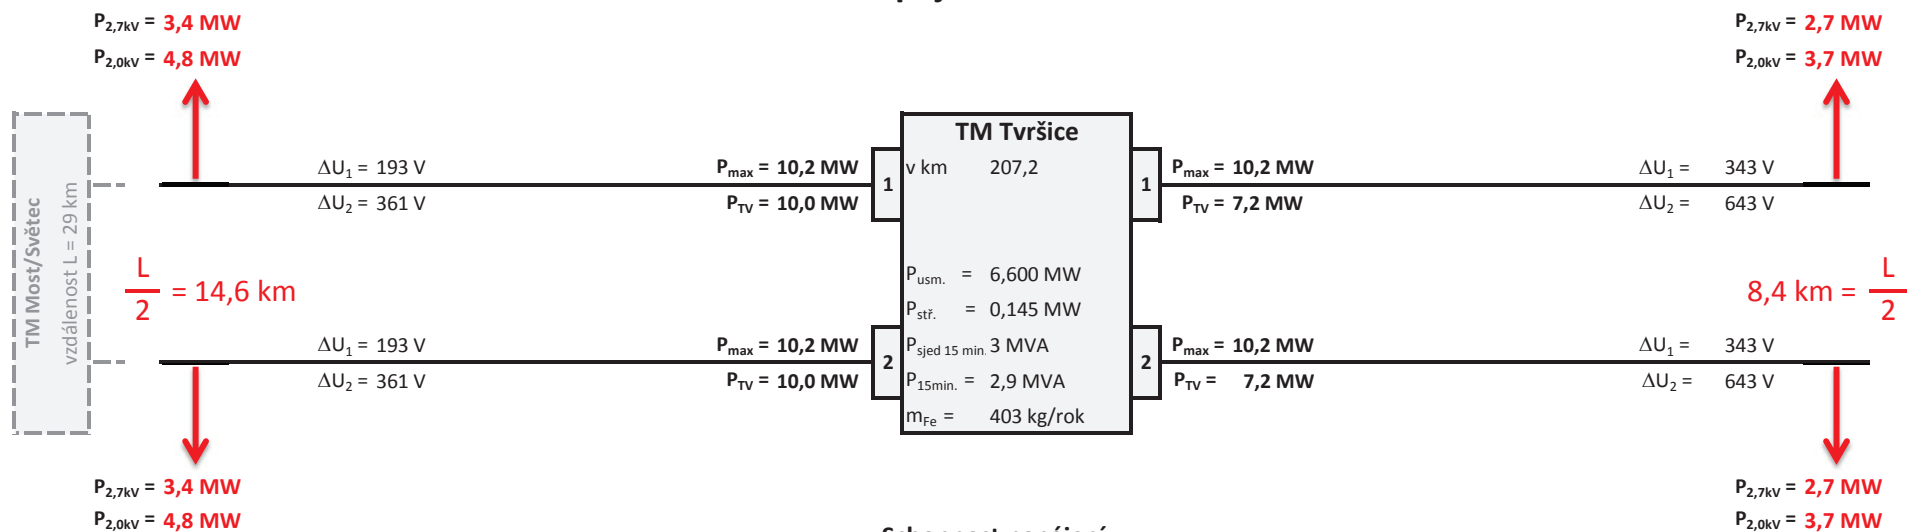 P2,7kV = 3,4 MW
P2,0kV = 4,8 MW
P2,7kV = 2,7 MW
P2,0kV = 3,7 MW
TM Most/Světec
vzdálenost L = 29 km
ΔU1 = 193 V
ΔU2 = 361 V
Pmax = 10,2 MW
PTV = 10,0 MW
1
TM Tvršice
v km 207,2
1
Pmax = 10,2 MW
PTV = 7,2 MW
ΔU1 = 343 V
ΔU2 = 643 V
L/2 = 14,6 km
Pusm. = 6,600 MW
Pstř. = 0,145 MW
Psjed 15 min. 3 MVA
P15min. = 2,9 MVA
mFe = 403 kg/rok
8,4 km = L/2
ΔU1 = 193 V
ΔU2 = 361 V
Pmax = 10,2 MW
PTV = 10,0 MW
2
2
Pmax = 10,2 MW
PTV = 7,2 MW
ΔU1 = 343 V
ΔU2 = 643 V
P2,7kV = 3,4 MW
P2,0kV = 4,8 MW
P2,7kV = 2,7 MW
P2,0kV = 3,7 MW